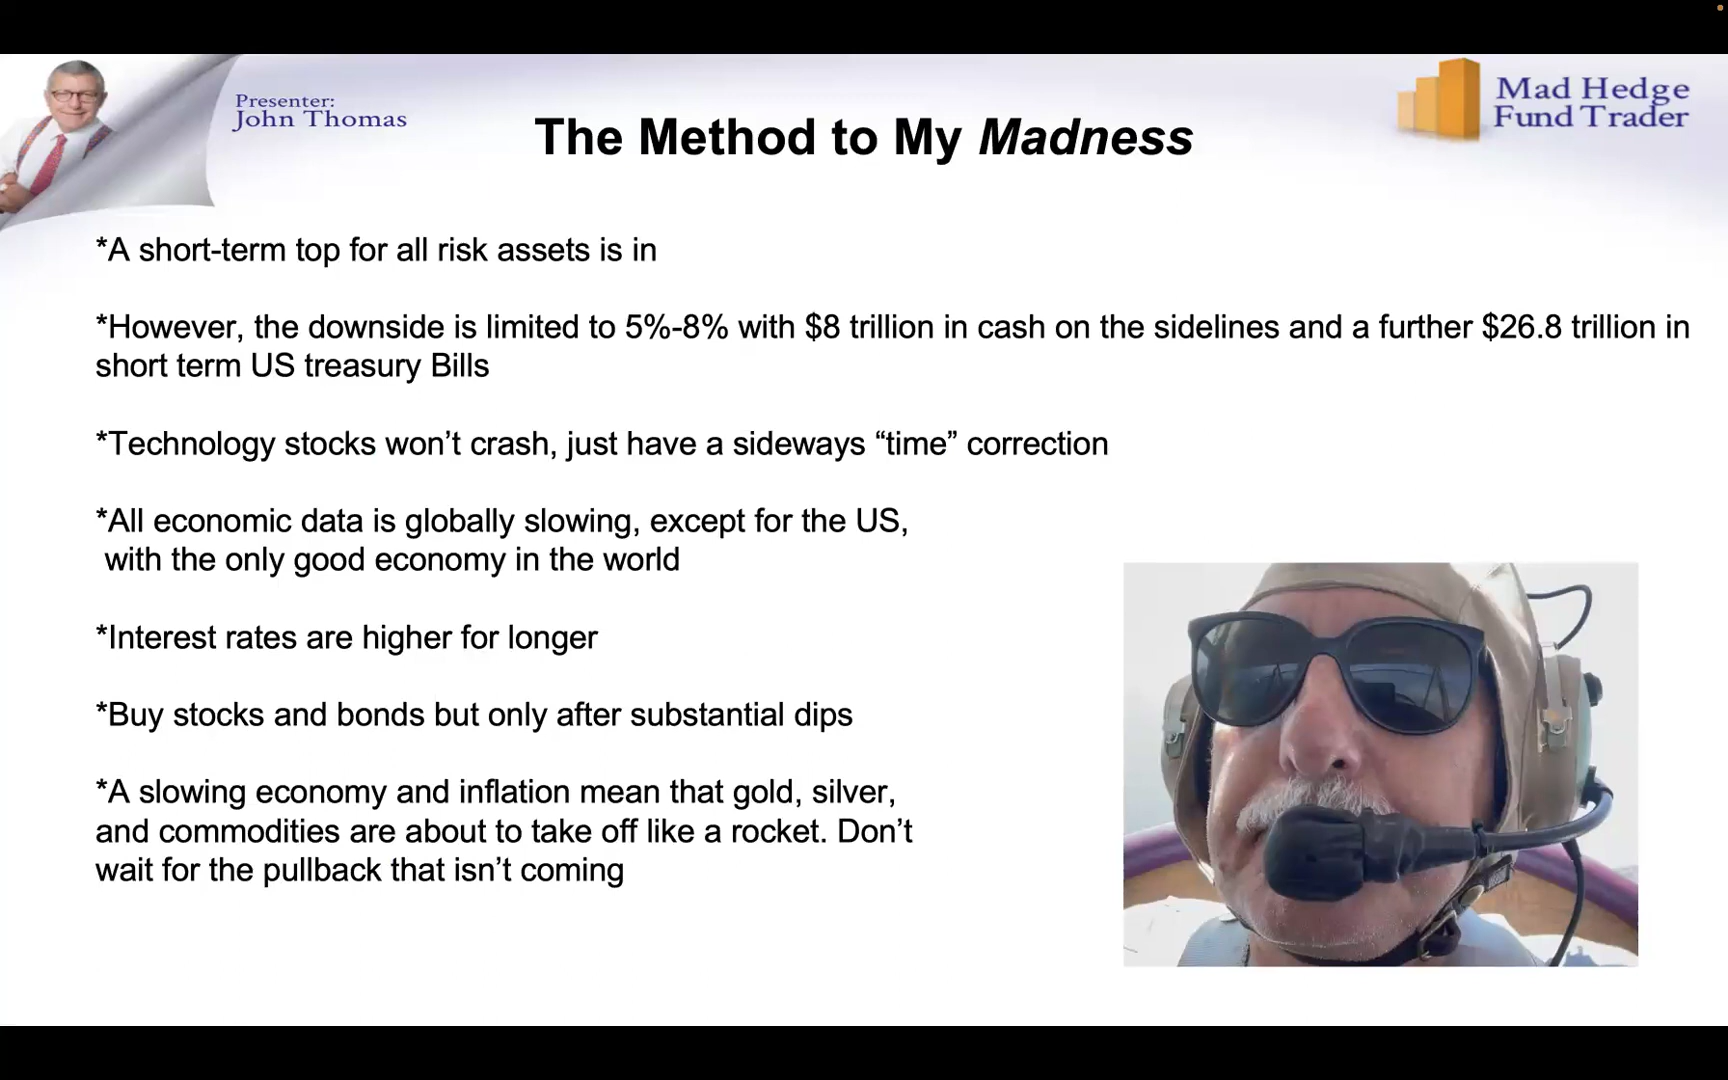 Presenter:
John Thomas
The Method to My Madness
Mad Hedge
Fund Trader
*A short-term top for all risk assets is in
*However, the downside is limited to 5%-8% with $8 trillion in cash on the sidelines and a further $26.8 trillion in
short term US treasury Bills
*Technology stocks won’t crash, just have a sideways “time” correction
*All economic data is globally slowing, except for the US,
with the only good economy in the world
*Interest rates are higher for longer
*Buy stocks and bonds but only after substantial dips
*A slowing economy and inflation mean that gold, silver,
and commodities are about to take off like a rocket. Don’t
wait for the pullback that isn’t coming